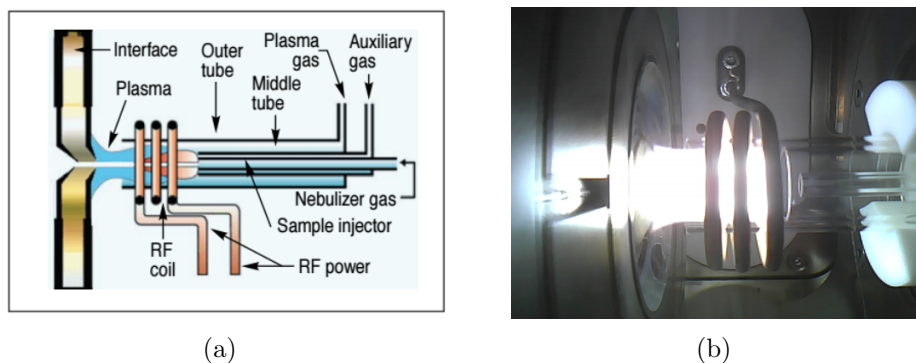 Interface
Plasma
Outer
tube
Middle
tube
Plasma
gas
Auxiliary
gas
Nebulizer gas
Sample injector
RF
coil
RF power
(a)
(b)